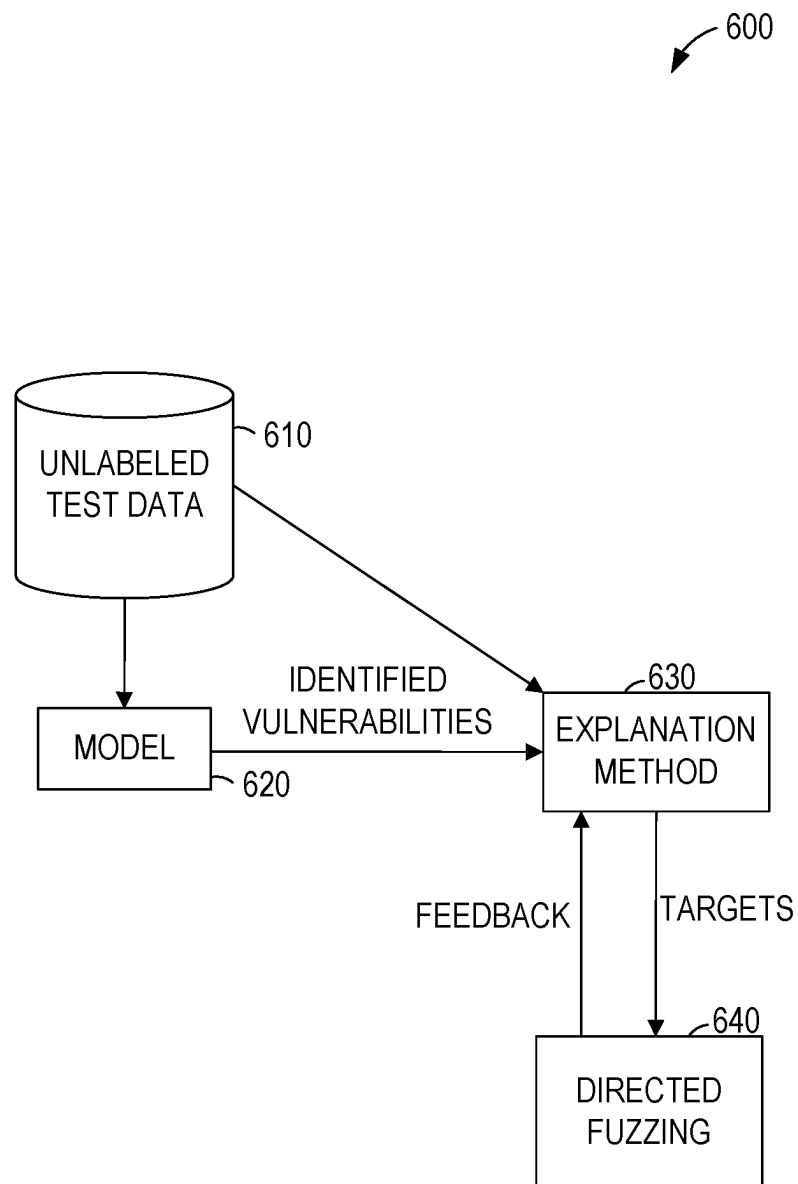 600
UNLABELED
TEST DATA
610
IDENTIFIED
VULNERABILITIES
MODEL
620
630
EXPLANATION
METHOD
FEEDBACK
TARGETS
640
DIRECTED
FUZZING